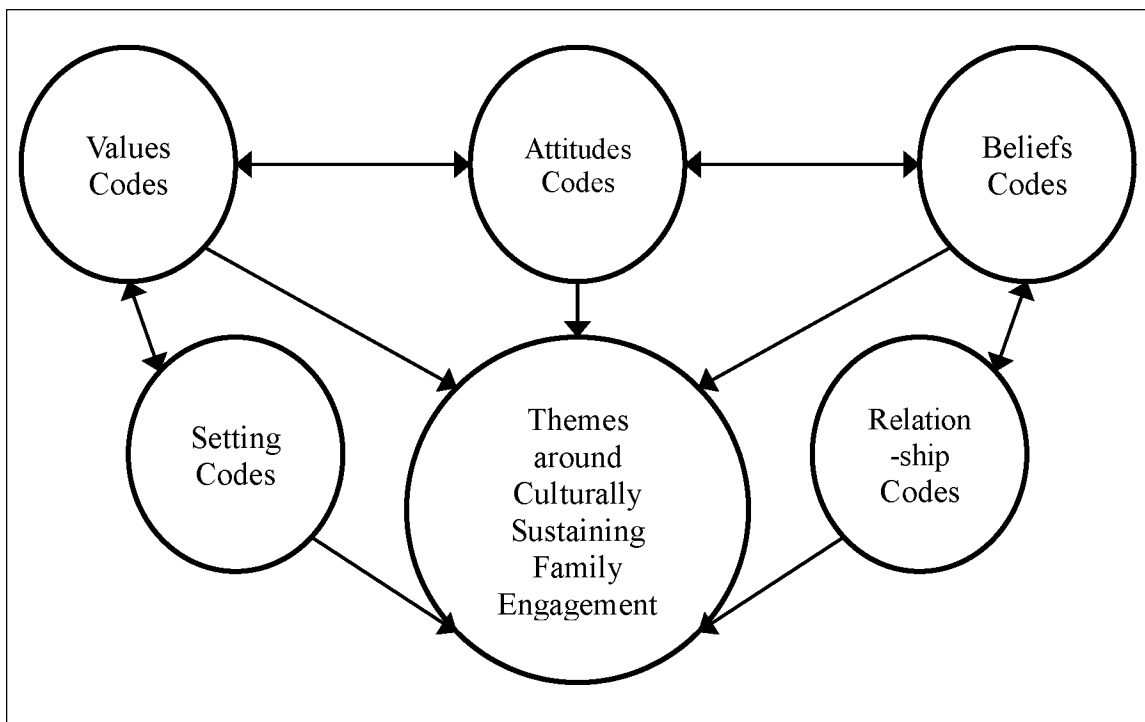 Values
Codes
Attitudes
Codes
Beliefs
Codes
Setting
Codes
Themes
around
Culturally
Sustaining
Family
Engagement
Relation
-ship
Codes